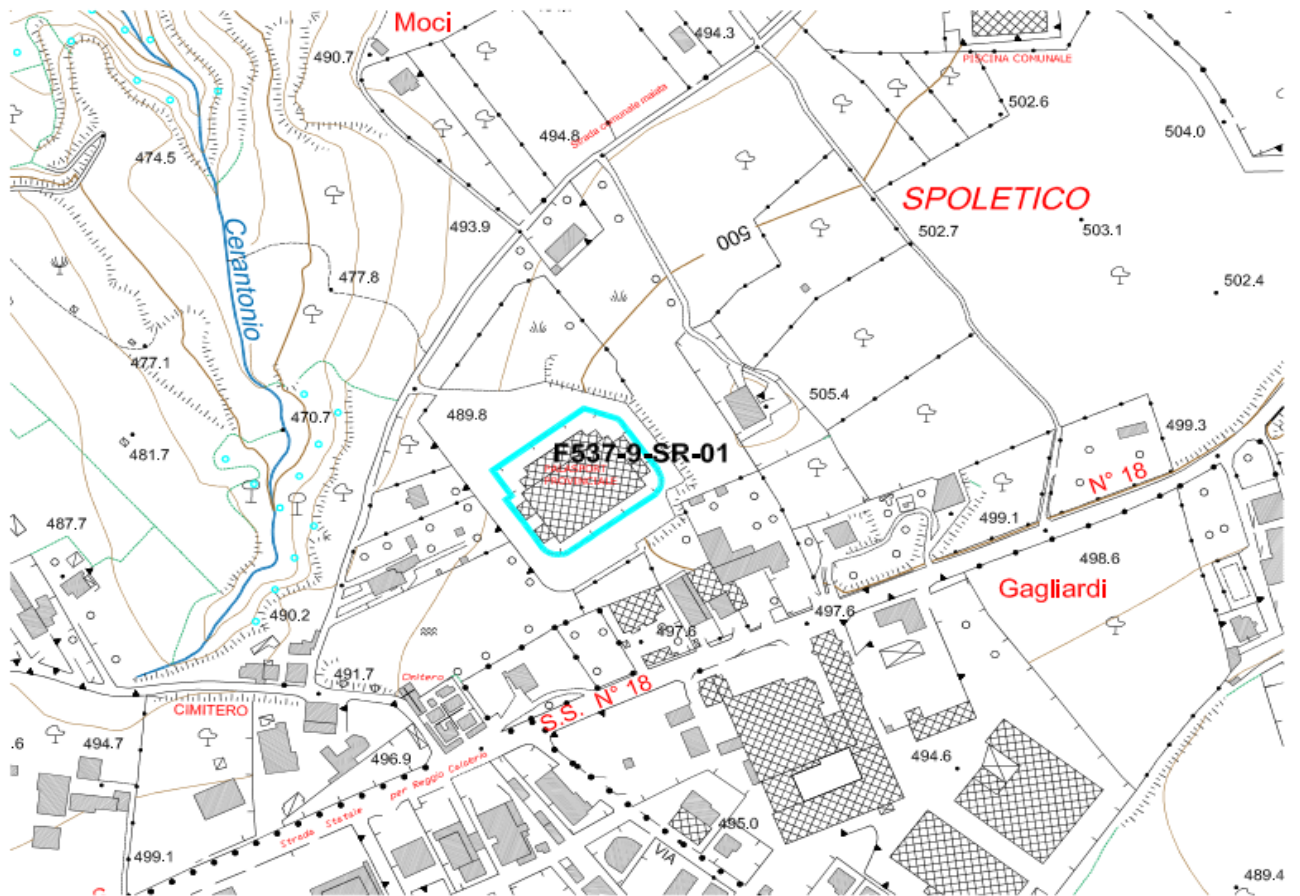 Moci
494.3
490.7
PISCINA COMUNALE
502.6
504.0
494.8
Strada comunale maiata
474.5
SPOLETICO
493.9
502.7
503.1
500
Cerantonio
477.8
502.4
477.1
505.4
489.8
470.7
499.3
F537-9-SR-01
481.7
PALASPORT
N° 18
487.7
499.1
498.6
Gagliardi
490.2
497.6
497.6
491.7
Cimitero
S.S. N° 18
CIMITERO
.6
494.7
496.9
494.6
Strada Statale per Reggio Calabria
495.0
VIA
499.1
489.4